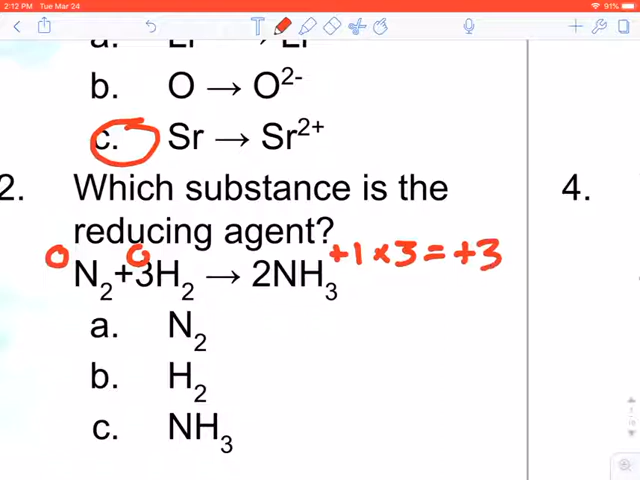 2:12 PM Tue Mar 24
91%
b. O → O²⁻
c. Sr → Sr²⁺
2. Which substance is the
4.
reducing agent?
0 0 +1 × 3 = +3
N₂+3H₂ → 2NH₃
a. N₂
b. H₂
c. NH₃